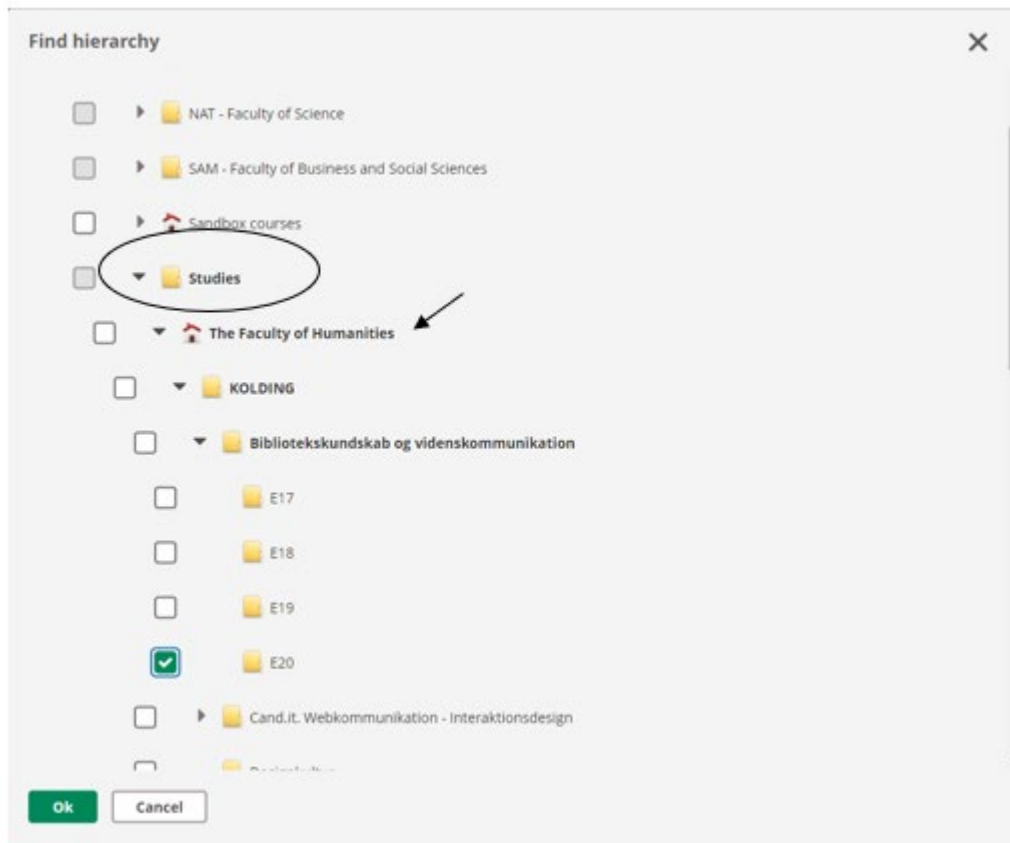 Find hierarchy
NAT - Faculty of Science
SAM - Faculty of Business and Social Sciences
Sandbox courses
Studies
The Faculty of Humanities
KOLDING
Bibliotekskundskab og videnskommunikation
E17
E18
E19
E20
Cand.it. Webkommunikation - Interaktionsdesign
Ok
Cancel